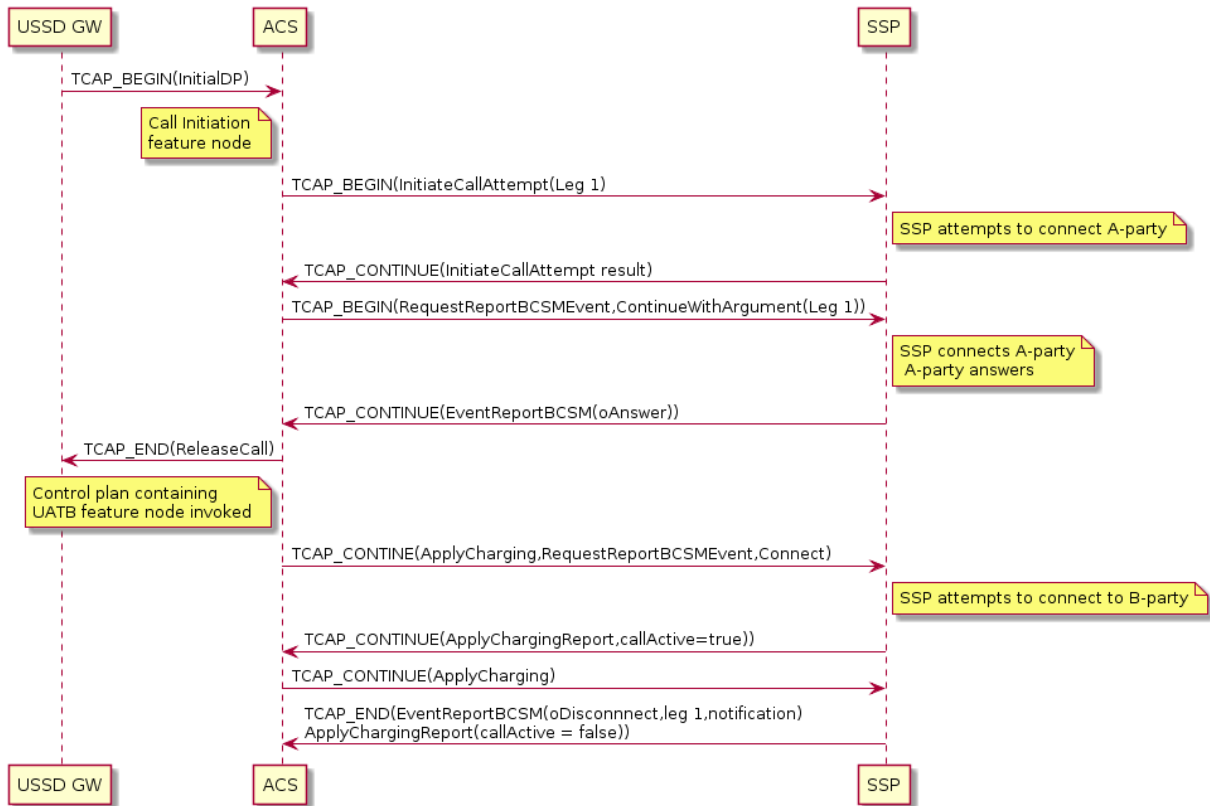 USSD GW
ACS
SSP
TCAP_BEGIN(InitialDP)
Call Initiation
feature node
TCAP_BEGIN(InitiateCallAttempt(Leg 1)
SSP attempts to connect A-party
TCAP_CONTINUE(InitiateCallAttempt result)
TCAP_BEGIN(RequestReportBCSMEvent,ContinueWithArgument(Leg 1))
SSP connects A-party
A-party answers
TCAP_CONTINUE(EventReportBCSM(oAnswer))
TCAP_END(ReleaseCall)
Control plan containing
UATB feature node invoked
TCAP_CONTINE(ApplyCharging,RequestReportBCSMEvent,Connect)
SSP attempts to connect to B-party
TCAP_CONTINUE(ApplyChargingReport,callActive=true))
TCAP_CONTINUE(ApplyCharging)
TCAP_END(EventReportBCSM(oDisconnnect,leg 1,notification)
ApplyChargingReport(callActive = false))
USSD GW
ACS
SSP